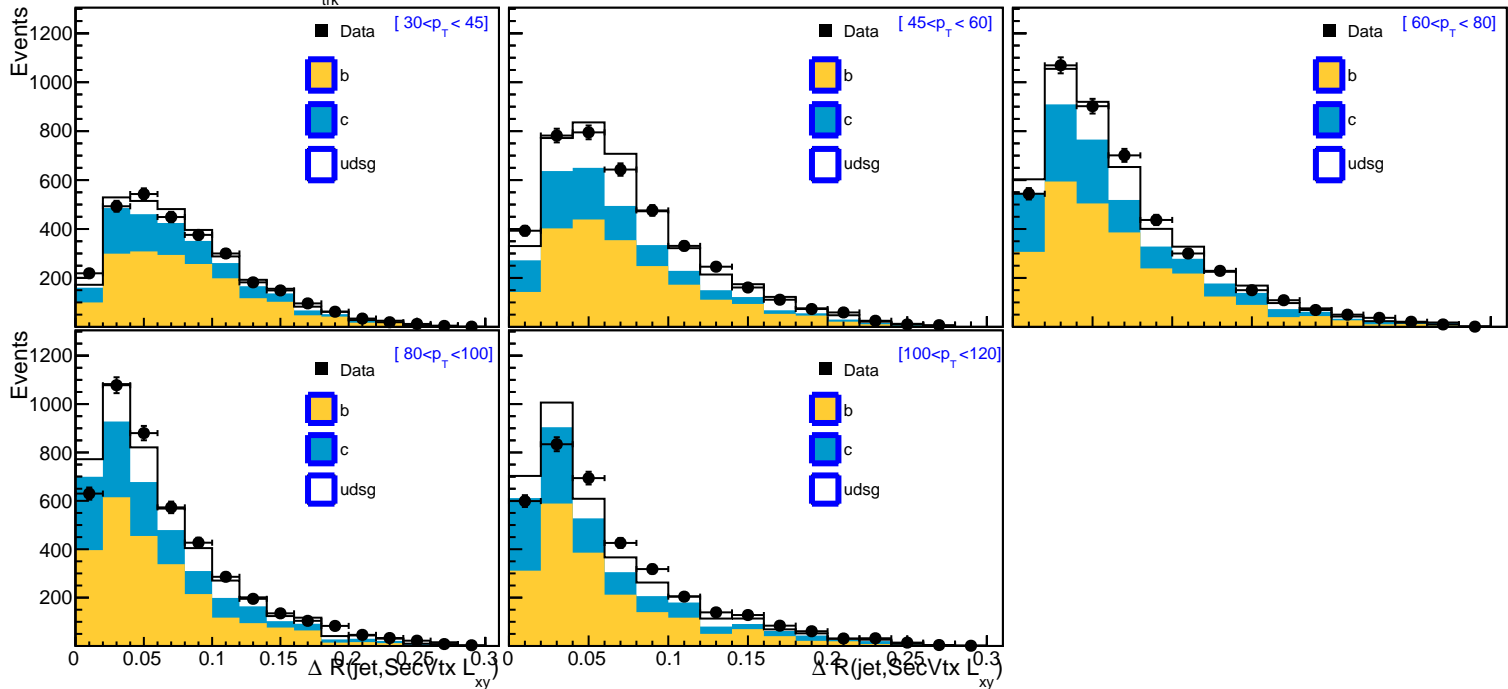 trk
Events
1200
1000
800
600
400
200
Data
b
c
udsg
[ 30<p_T < 45]
Data
b
c
udsg
[ 45<p_T < 60]
Data
b
c
udsg
[ 60<p_T < 80]
Events
1200
1000
800
600
400
200
Data
b
c
udsg
[ 80<p_T <100]
Data
b
c
udsg
[100<p_T <120]
0 0.05 0.1 0.15 0.2 0.25 0.3
Δ R(jet,SecVtx L_xy)
0.05 0.1 0.15 0.2 0.25 0.3
Δ R(jet,SecVtx L_xy)